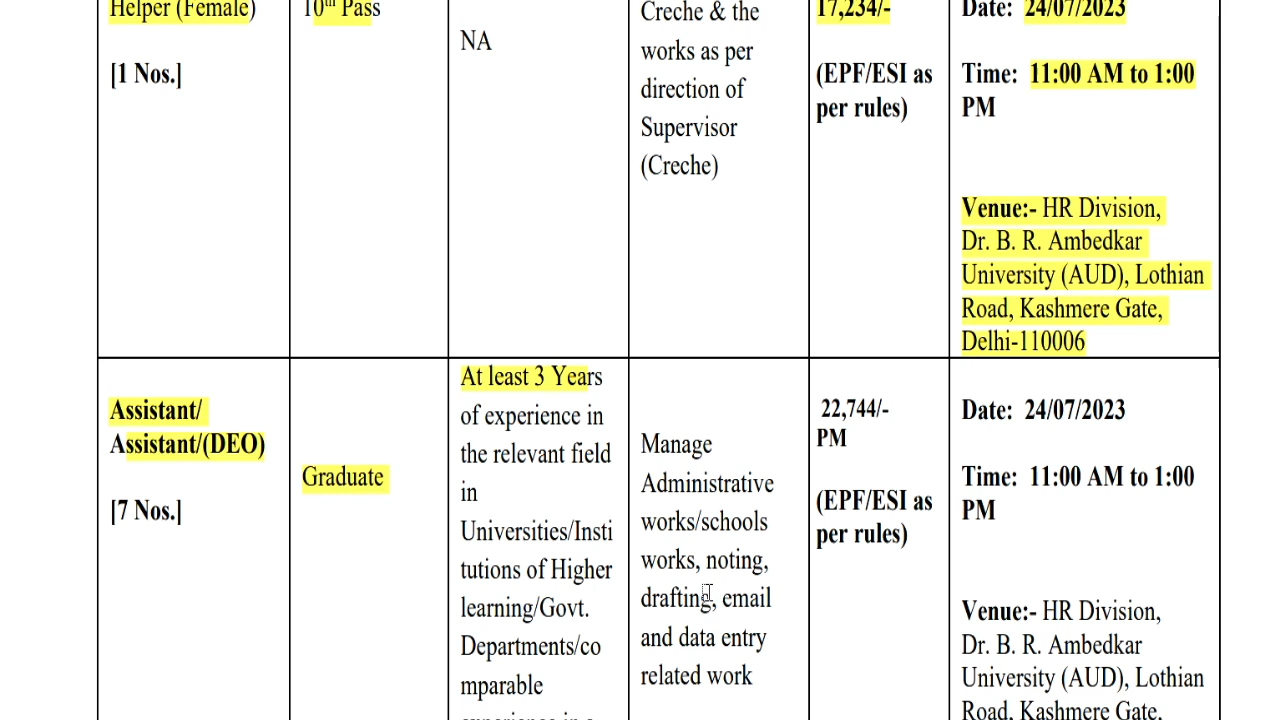 Helper (Female)
[1 Nos.]
10th Pass
NA
Creche & the
works as per
direction of
Supervisor
(Creche)
17,234/-
(EPF/ESI as
per rules)
Date: 24/07/2023
Time: 11:00 AM to 1:00
PM
Venue:- HR Division,
Dr. B. R. Ambedkar
University (AUD), Lothian
Road, Kashmere Gate,
Delhi-110006
Assistant/
Assistant/(DEO)
[7 Nos.]
Graduate
At least 3 Years
of experience in
the relevant field
in
Universities/Insti
tutions of Higher
learning/Govt.
Departments/co
mparable
Manage
Administrative
works/schools
works, noting,
drafting, email
and data entry
related work
22,744/-
PM
(EPF/ESI as
per rules)
Date: 24/07/2023
Time: 11:00 AM to 1:00
PM
Venue:- HR Division,
Dr. B. R. Ambedkar
University (AUD), Lothian
Road, Kashmere Gate,